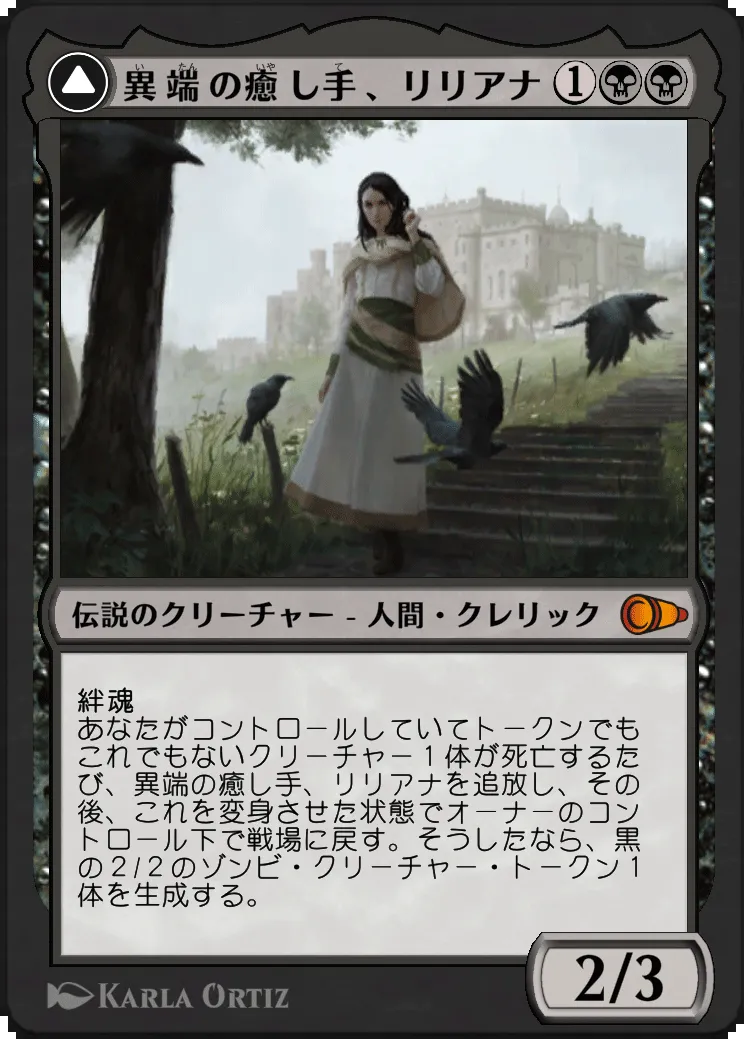 異端の癒し手、リリアナ 1
伝説のクリーチャー - 人間・クレリック
絆魂
あなたがコントロールしていてトークンでも
これでもないクリーチャー1体が死亡するた
び、異端の癒し手、リリアナを追放し、その
後、これを変身させた状態でオーナーのコン
トロール下で戦場に戻す。そうしたなら、黒
の2/2のゾンビ・クリーチャー・トークン1
体を生成する。
2/3
KARLA ORTIZ